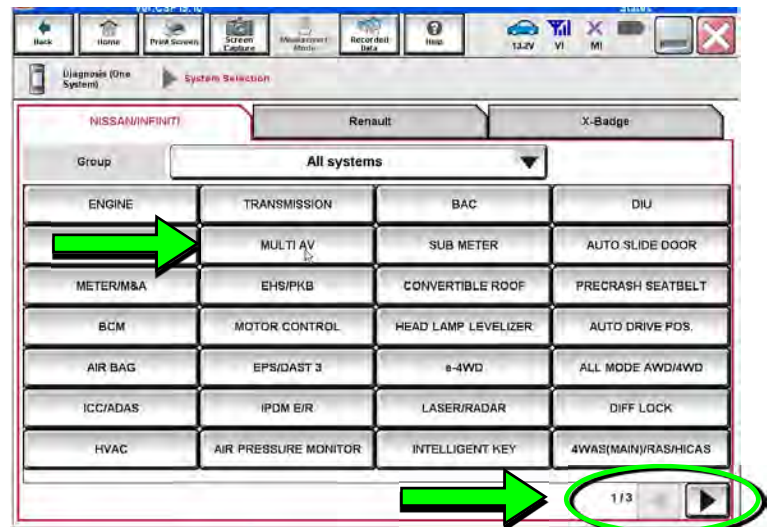 Back Home Print Screen Screen Capture Measurement Mode Recorded Data Help 13.2V VI MI
Diagnosis (One System) System Selection
NISSAN/INFINITI Renault X-Badge
Group All systems
ENGINE TRANSMISSION BAC DIU
MULTI AV SUB METER AUTO SLIDE DOOR
METER/M&A EHS/PKB CONVERTIBLE ROOF PRECRASH SEATBELT
BCM MOTOR CONTROL HEAD LAMP LEVELIZER AUTO DRIVE POS.
AIR BAG EPS/DAST 3 e-4WD ALL MODE AWD/4WD
ICC/ADAS IPDM E/R LASER/RADAR DIFF LOCK
HVAC AIR PRESSURE MONITOR INTELLIGENT KEY 4WAS(MAIN)/RAS/HICAS
1/3